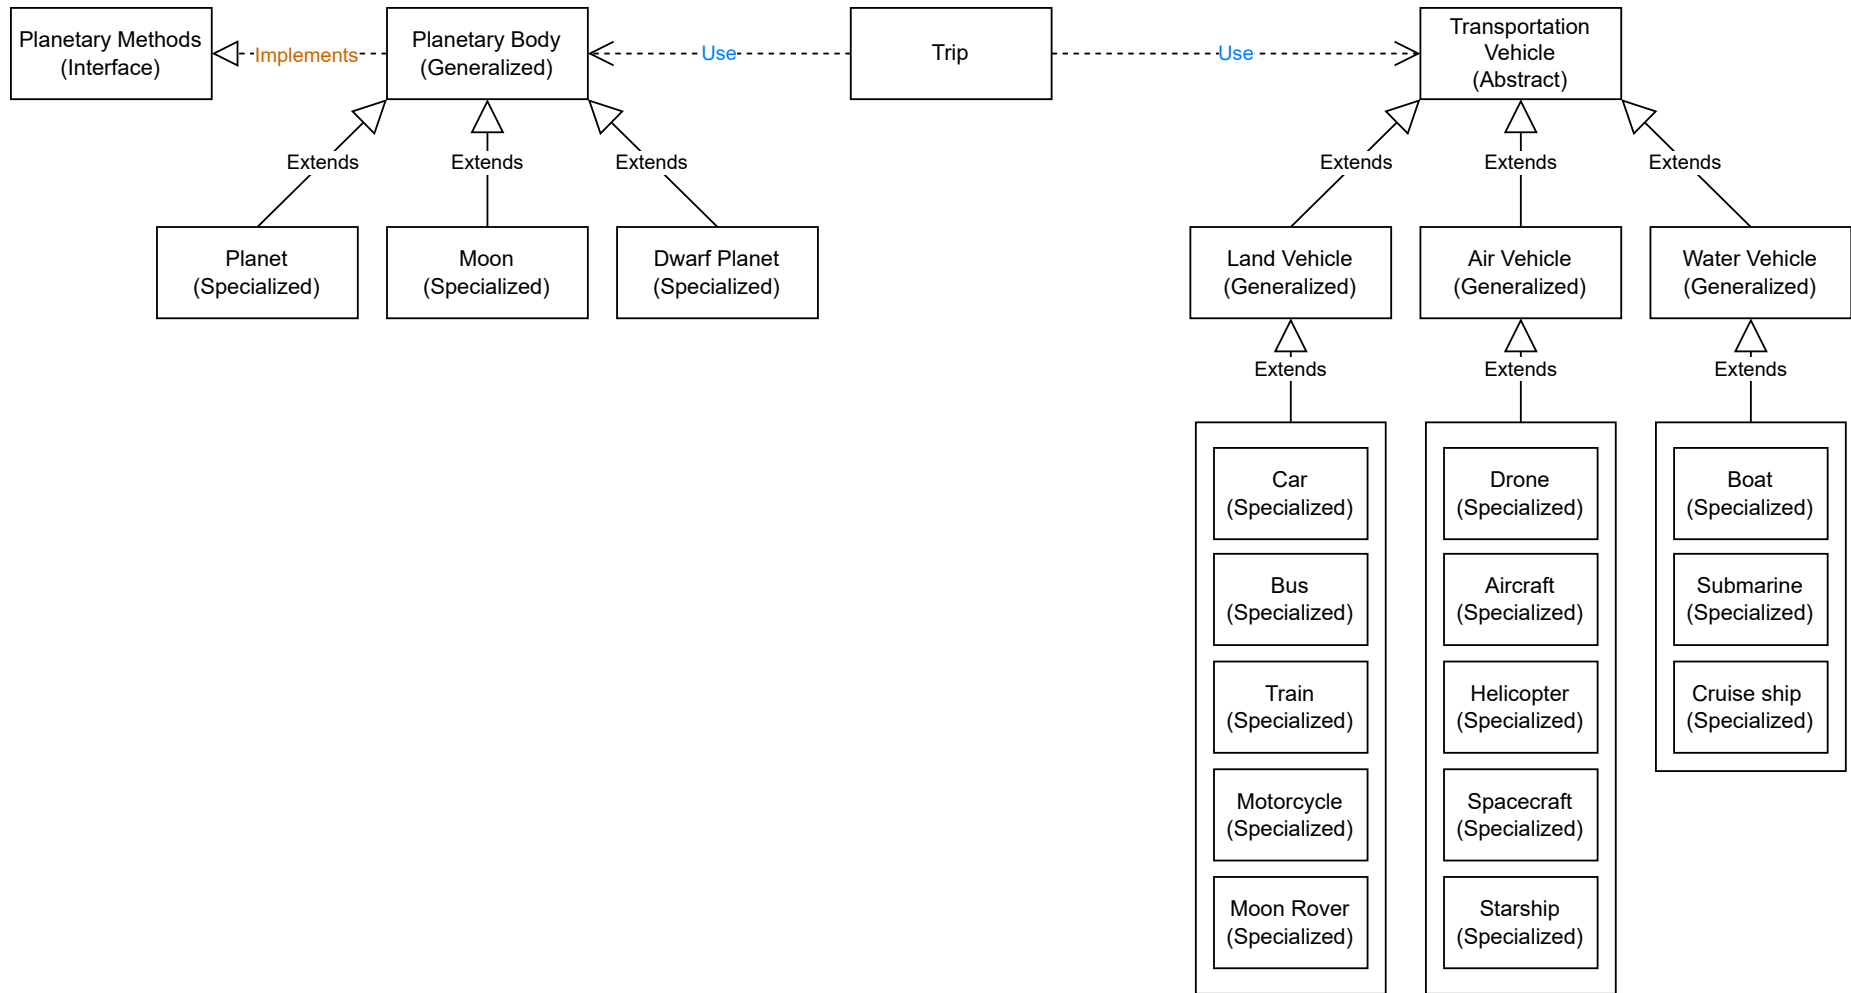 Planetary Methods
(Interface)
Implements
Planetary Body
(Generalized)
Use
Trip
Use
Transportation
Vehicle
(Abstract)
Extends
Extends
Extends
Extends
Extends
Extends
Planet
(Specialized)
Moon
(Specialized)
Dwarf Planet
(Specialized)
Land Vehicle
(Generalized)
Air Vehicle
(Generalized)
Water Vehicle
(Generalized)
Extends
Extends
Extends
Car
(Specialized)
Bus
(Specialized)
Train
(Specialized)
Motorcycle
(Specialized)
Moon Rover
(Specialized)
Drone
(Specialized)
Aircraft
(Specialized)
Helicopter
(Specialized)
Spacecraft
(Specialized)
Starship
(Specialized)
Boat
(Specialized)
Submarine
(Specialized)
Cruise ship
(Specialized)